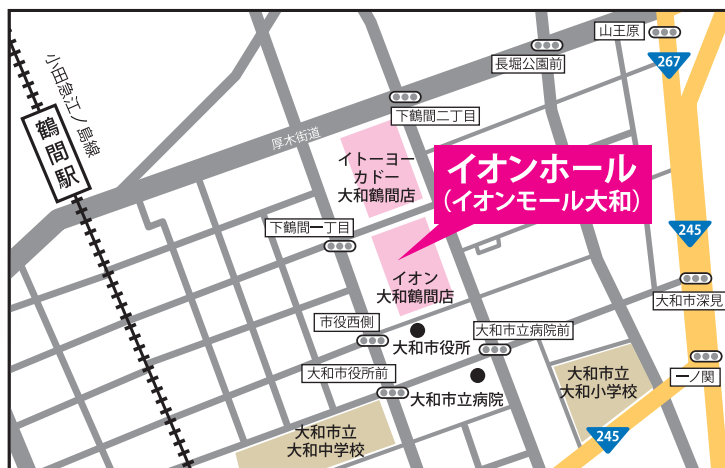 山王原
267
長堀公園前
小田急江ノ島線
鶴間駅
下鶴間二丁目
厚木街道
イトーヨー
カドー
大和鶴間店
イオンホール
(イオンモール大和)
下鶴間一丁目
245
イオン
大和鶴間店
大和市深見
市役西側
大和市役所
大和市立病院前
大和市役所前
大和市立病院
大和市立
大和小学校
一ノ関
大和市立
大和中学校
245